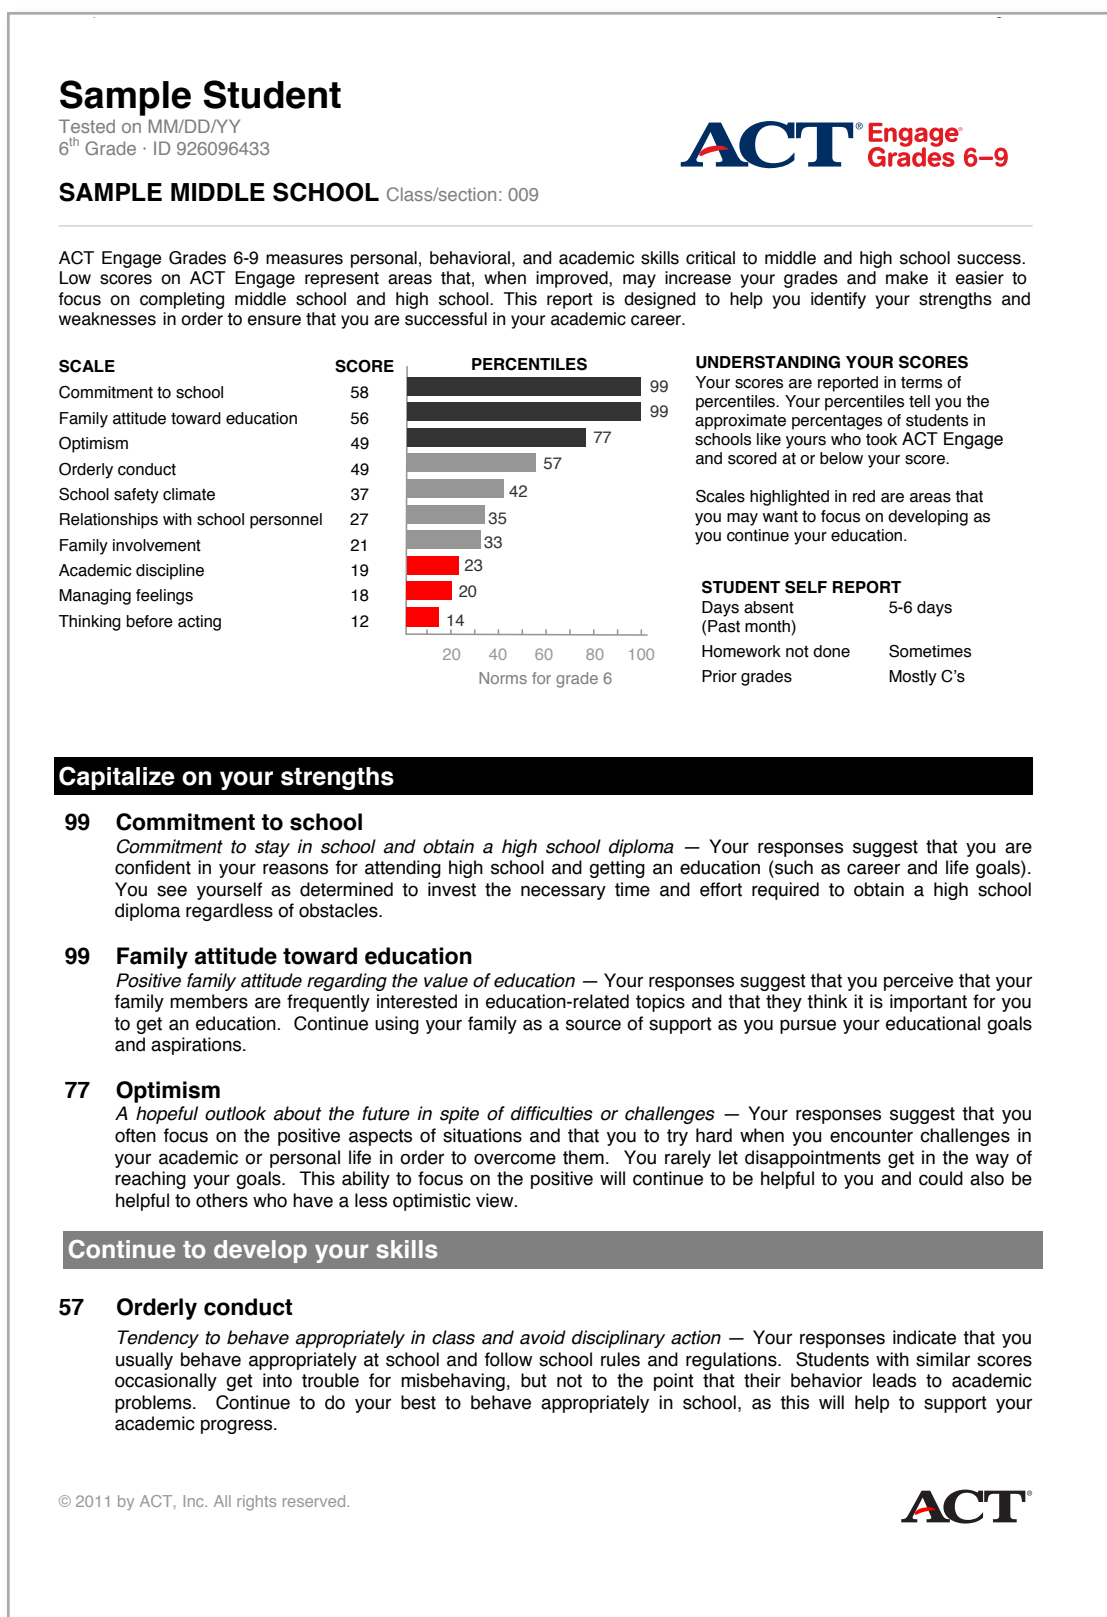 Sample Student
Tested on MM/DD/YY
6th Grade · ID 926096433
ACT® Engage®
Grades 6–9
SAMPLE MIDDLE SCHOOL Class/section: 009
ACT Engage Grades 6-9 measures personal, behavioral, and academic skills critical to middle and high school success.
Low scores on ACT Engage represent areas that, when improved, may increase your grades and make it easier to
focus on completing middle school and high school. This report is designed to help you identify your strengths and
weaknesses in order to ensure that you are successful in your academic career.
SCALE SCORE PERCENTILES
Commitment to school 58 99
Family attitude toward education 56 99
Optimism 49 77
Orderly conduct 49 57
School safety climate 37 42
Relationships with school personnel 27 35
Family involvement 21 33
Academic discipline 19 23
Managing feelings 18 20
Thinking before acting 12 14
20 40 60 80 100
Norms for grade 6
UNDERSTANDING YOUR SCORES
Your scores are reported in terms of
percentiles. Your percentiles tell you the
approximate percentages of students in
schools like yours who took ACT Engage
and scored at or below your score.
Scales highlighted in red are areas that
you may want to focus on developing as
you continue your education.
STUDENT SELF REPORT
Days absent 5-6 days
(Past month)
Homework not done Sometimes
Prior grades Mostly C's
Capitalize on your strengths
99 Commitment to school
Commitment to stay in school and obtain a high school diploma — Your responses suggest that you are
confident in your reasons for attending high school and getting an education (such as career and life goals).
You see yourself as determined to invest the necessary time and effort required to obtain a high school
diploma regardless of obstacles.
99 Family attitude toward education
Positive family attitude regarding the value of education — Your responses suggest that you perceive that your
family members are frequently interested in education-related topics and that they think it is important for you
to get an education. Continue using your family as a source of support as you pursue your educational goals
and aspirations.
77 Optimism
A hopeful outlook about the future in spite of difficulties or challenges — Your responses suggest that you
often focus on the positive aspects of situations and that you to try hard when you encounter challenges in
your academic or personal life in order to overcome them. You rarely let disappointments get in the way of
reaching your goals. This ability to focus on the positive will continue to be helpful to you and could also be
helpful to others who have a less optimistic view.
Continue to develop your skills
57 Orderly conduct
Tendency to behave appropriately in class and avoid disciplinary action — Your responses indicate that you
usually behave appropriately at school and follow school rules and regulations. Students with similar scores
occasionally get into trouble for misbehaving, but not to the point that their behavior leads to academic
problems. Continue to do your best to behave appropriately in school, as this will help to support your
academic progress.
© 2011 by ACT, Inc. All rights reserved.
ACT®